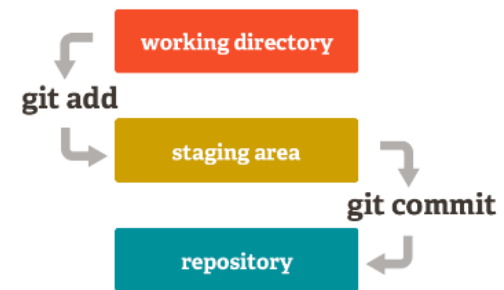 working directory
git add
staging area
git commit
repository